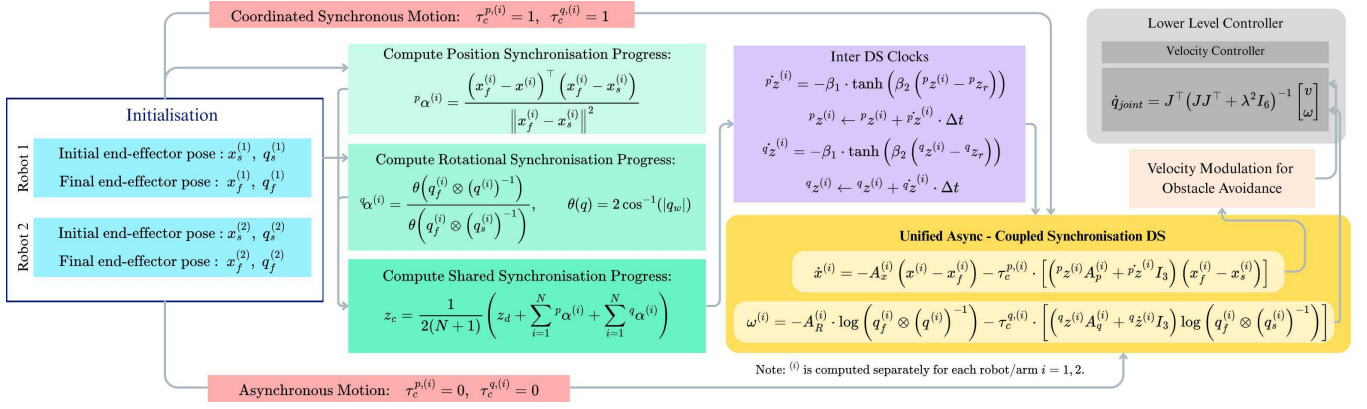 Coordinated Synchronous Motion: τ_c^{p,(i)} = 1, τ_c^{q,(i)} = 1
Initialisation
Robot 1
Initial end-effector pose : x_s^{(1)}, q_s^{(1)}
Final end-effector pose : x_f^{(1)}, q_f^{(1)}
Robot 2
Initial end-effector pose : x_s^{(2)}, q_s^{(2)}
Final end-effector pose : x_f^{(2)}, q_f^{(2)}
Compute Position Synchronisation Progress:
^pα^{(i)} = (x_f^{(i)} − x^{(i)})^⊤ (x_f^{(i)} − x_s^{(i)}) / ‖x_f^{(i)} − x_s^{(i)}‖^2
Compute Rotational Synchronisation Progress:
^qα^{(i)} = θ(q_f^{(i)} ⊗ (q^{(i)})^{-1}) / θ(q_f^{(i)} ⊗ (q_s^{(i)})^{-1}), θ(q) = 2 cos^{-1}(|q_w|)
Compute Shared Synchronisation Progress:
z_c = 1 / 2(N + 1) (z_d + ∑_{i=1}^{N} ^pα^{(i)} + ∑_{i=1}^{N} ^qα^{(i)})
Inter DS Clocks
^pż^{(i)} = −β_1 · tanh(β_2 (^pz^{(i)} − ^pz_r))
^pz^{(i)} ← ^pz^{(i)} + ^pż^{(i)} · Δt
^qż^{(i)} = −β_1 · tanh(β_2 (^qz^{(i)} − ^qz_r))
^qz^{(i)} ← ^qz^{(i)} + ^qż^{(i)} · Δt
Lower Level Controller
Velocity Controller
q̇_{joint} = J^⊤(JJ^⊤ + λ^2 I_6)^{-1} [v ω]
Velocity Modulation for
Obstacle Avoidance
Unified Async - Coupled Synchronisation DS
ẋ^{(i)} = −A_x^{(i)} (x^{(i)} − x_f^{(i)}) − τ_c^{p,(i)} · [(^pz^{(i)} A_p^{(i)} + ^pż^{(i)} I_3) (x_f^{(i)} − x_s^{(i)})]
ω^{(i)} = −A_R^{(i)} · log(q_f^{(i)} ⊗ (q^{(i)})^{-1}) − τ_c^{q,(i)} · [(^qz^{(i)} A_q^{(i)} + ^qż^{(i)} I_3) log(q_f^{(i)} ⊗ (q_s^{(i)})^{-1})]
Note: ^{(i)} is computed separately for each robot/arm i = 1, 2.
Asynchronous Motion: τ_c^{p,(i)} = 0, τ_c^{q,(i)} = 0